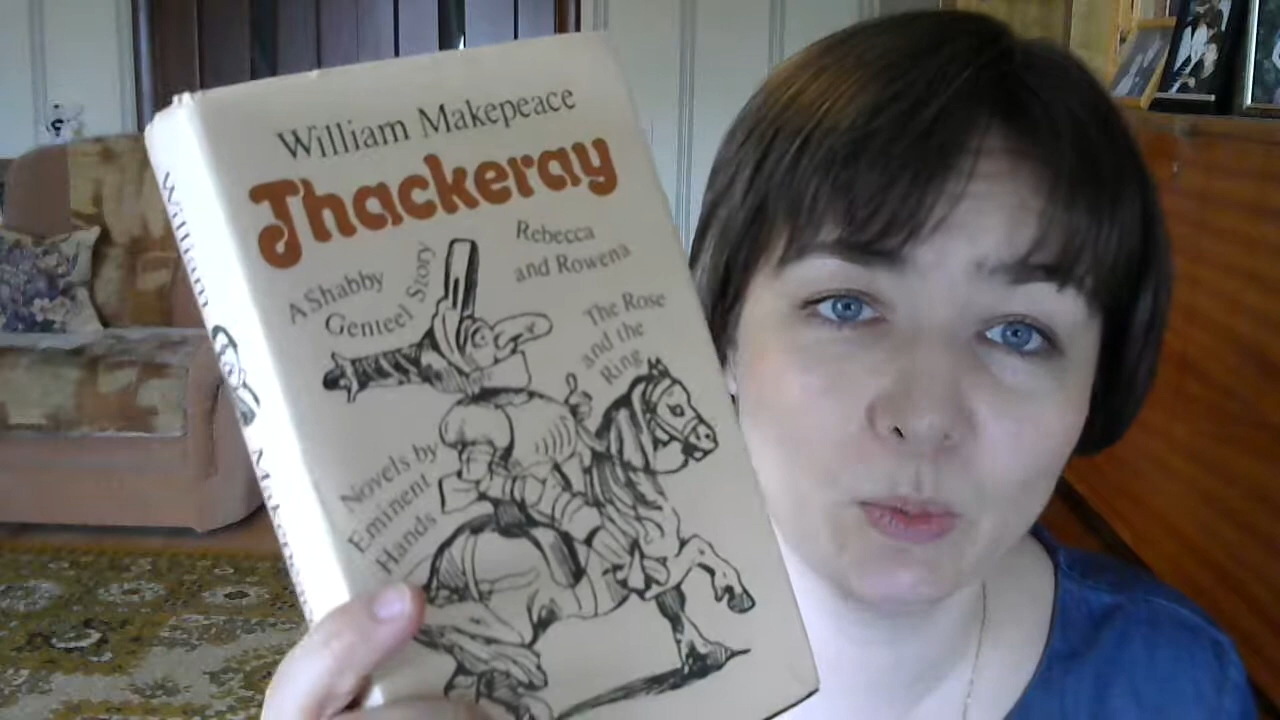 William Makepeace
Thackeray
A Shabby
Genteel Story
Rebecca
and Rowena
The Rose
and the
Ring
Novels by
Eminent
Hands
William Makepeace